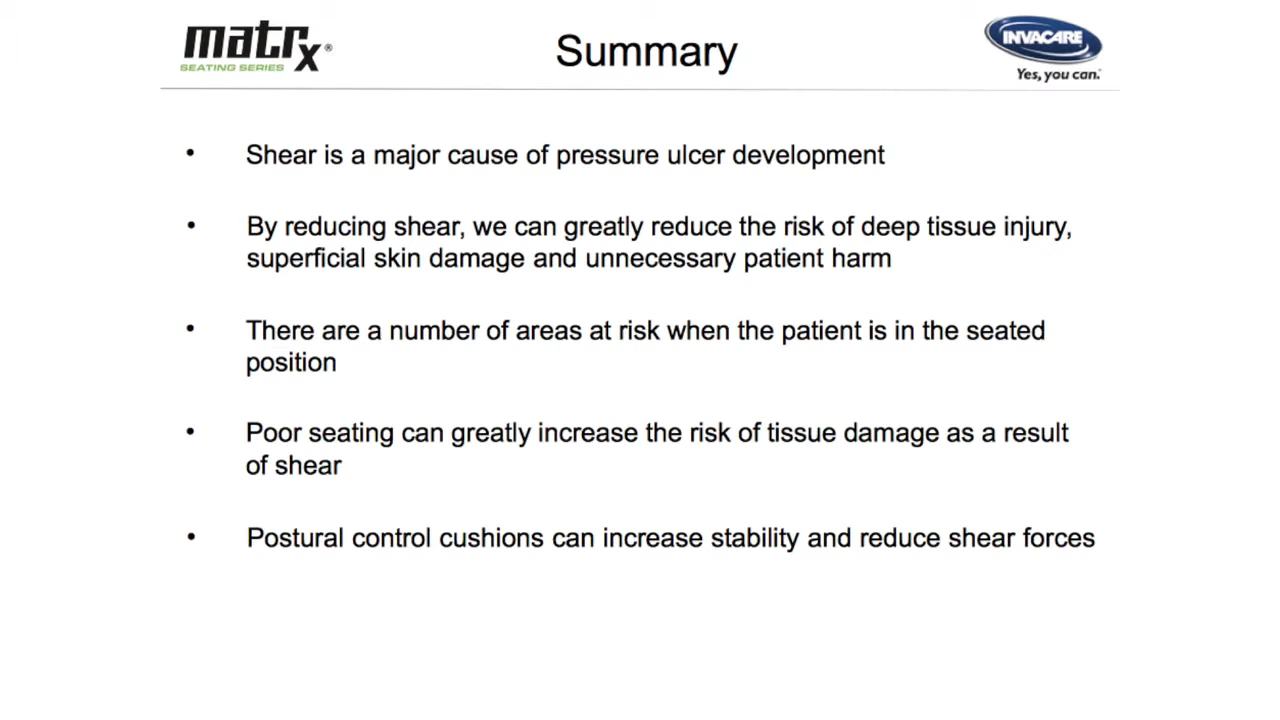 matrx®
SEATING SERIES
Summary
INVACARE
Yes, you can.™
• Shear is a major cause of pressure ulcer development
• By reducing shear, we can greatly reduce the risk of deep tissue injury,
superficial skin damage and unnecessary patient harm
• There are a number of areas at risk when the patient is in the seated
position
• Poor seating can greatly increase the risk of tissue damage as a result
of shear
• Postural control cushions can increase stability and reduce shear forces